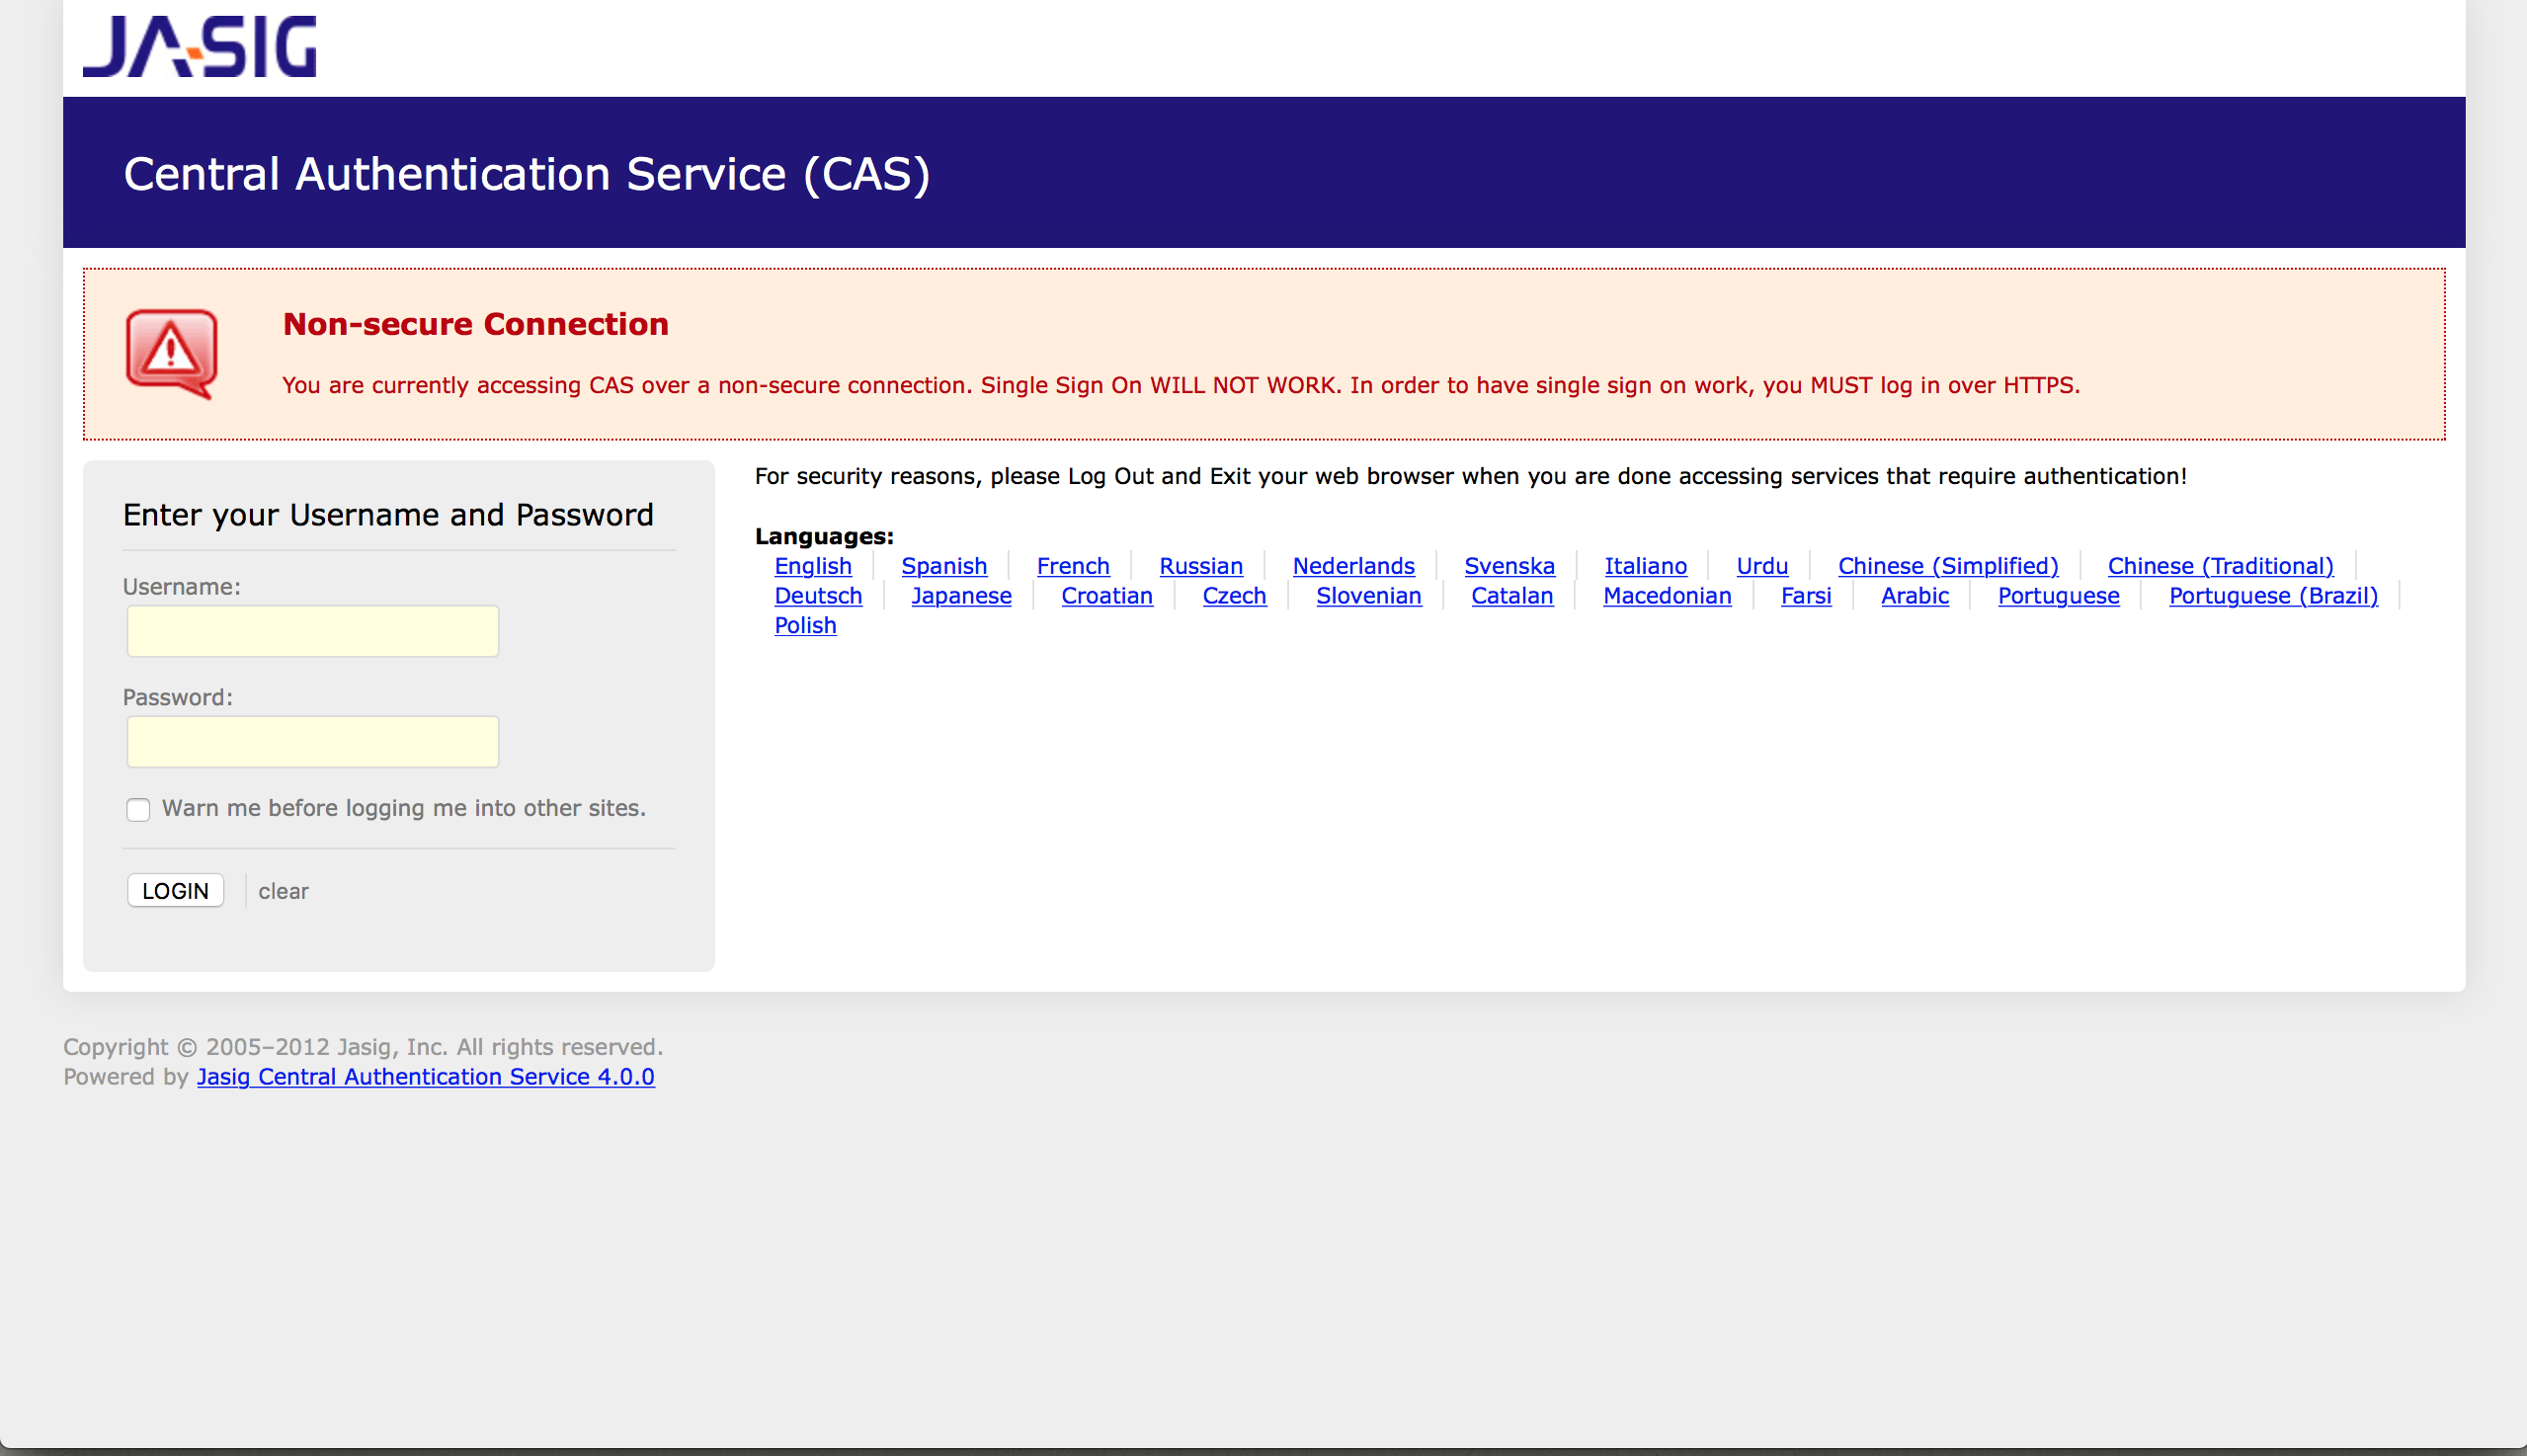 JA-SIG
Central Authentication Service (CAS)
Non-secure Connection
You are currently accessing CAS over a non-secure connection. Single Sign On WILL NOT WORK. In order to have single sign on work, you MUST log in over HTTPS.
Enter your Username and Password
Username:
Password:
Warn me before logging me into other sites.
LOGIN clear
For security reasons, please Log Out and Exit your web browser when you are done accessing services that require authentication!
Languages:
English Spanish French Russian Nederlands Svenska Italiano Urdu Chinese (Simplified) Chinese (Traditional)
Deutsch Japanese Croatian Czech Slovenian Catalan Macedonian Farsi Arabic Portuguese Portuguese (Brazil)
Polish
Copyright © 2005–2012 Jasig, Inc. All rights reserved.
Powered by Jasig Central Authentication Service 4.0.0